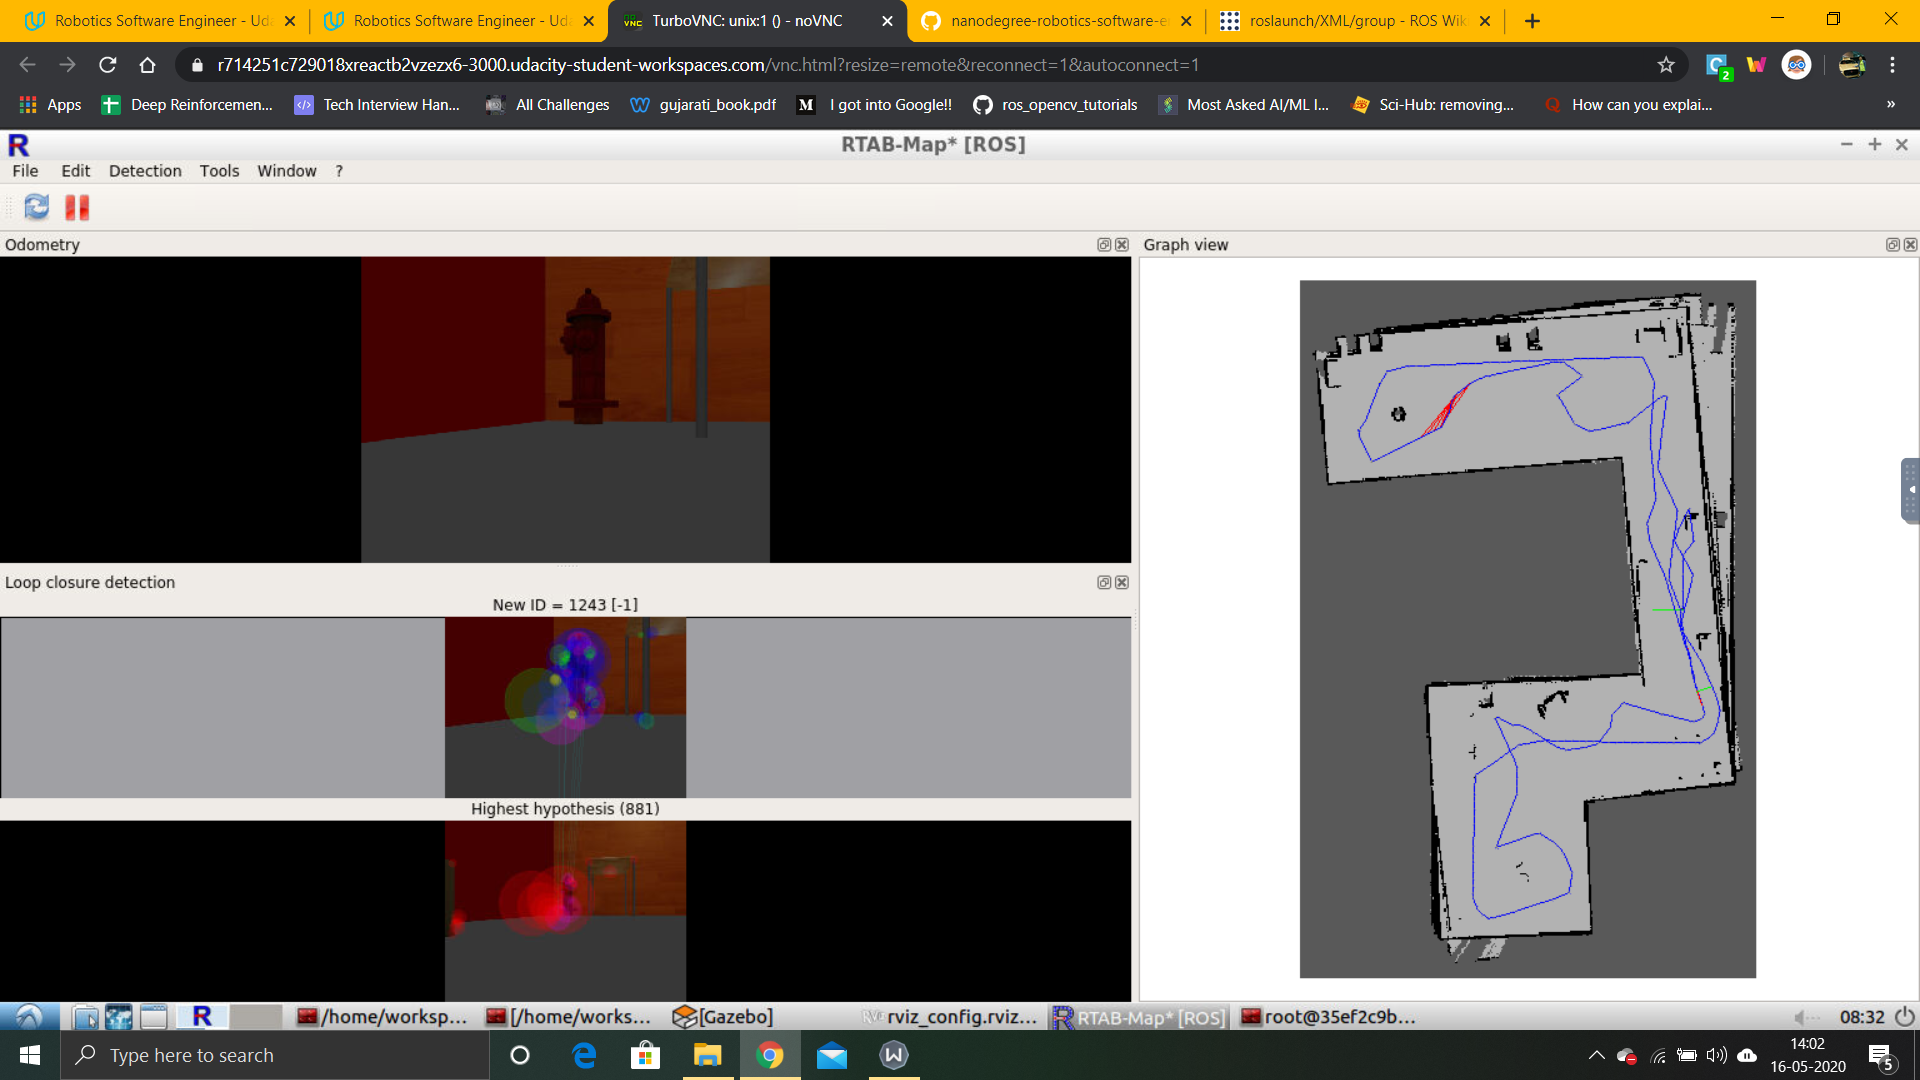 Robotics Software Engineer - Uda
Robotics Software Engineer - Uda
TurboVNC: unix:1 () - noVNC
nanodegree-robotics-software-e
roslaunch/XML/group - ROS Wik
r714251c729018xreactb2vzezx6-3000.udacity-student-workspaces.com/vnc.html?resize=remote&reconnect=1&autoconnect=1
Apps
Deep Reinforcemen...
Tech Interview Han...
All Challenges
gujarati_book.pdf
I got into Google!!
ros_opencv_tutorials
Most Asked AI/ML I...
Sci-Hub: removing...
How can you explai...
»
RTAB-Map* [ROS]
File Edit Detection Tools Window ?
Odometry
Graph view
Loop closure detection
New ID = 1243 [-1]
Highest hypothesis (881)
/home/worksp...
[/home/works...
[Gazebo]
rviz_config.rviz...
RTAB-Map* [ROS]
root@35ef2c9b...
08:32
Type here to search
14:02
16-05-2020
5